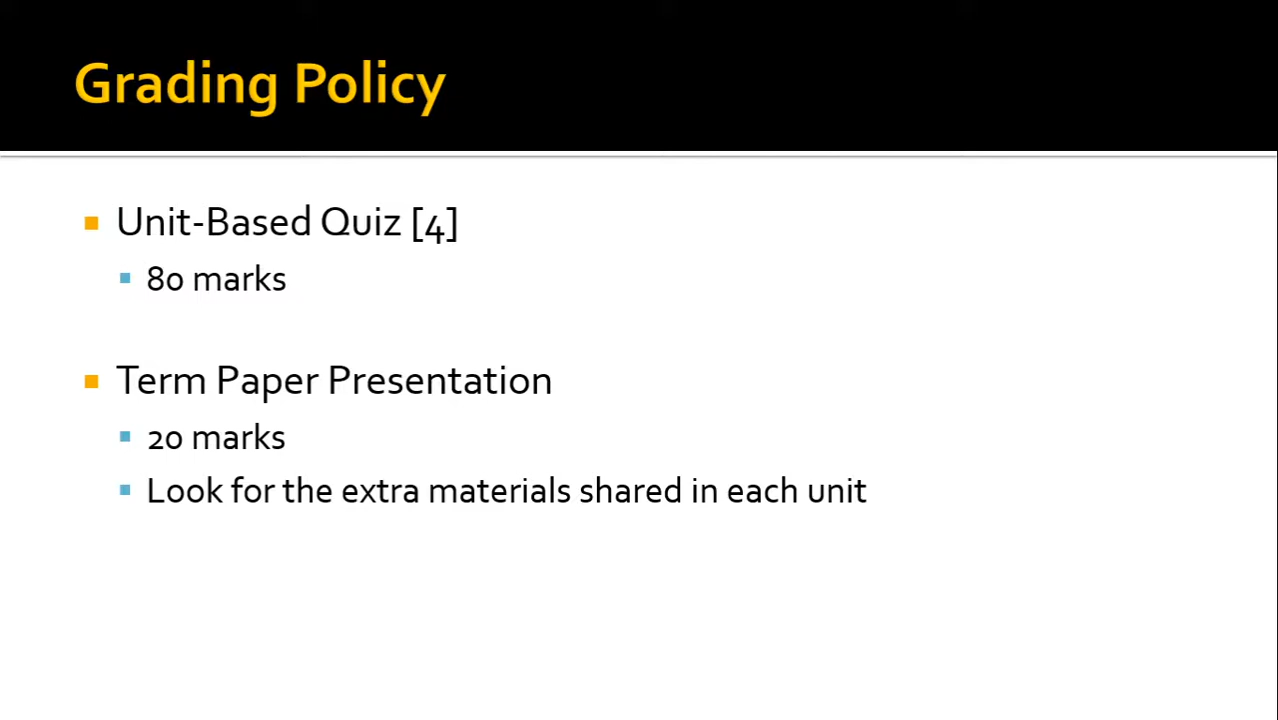 Grading Policy
Unit-Based Quiz [4]
80 marks
Term Paper Presentation
20 marks
Look for the extra materials shared in each unit